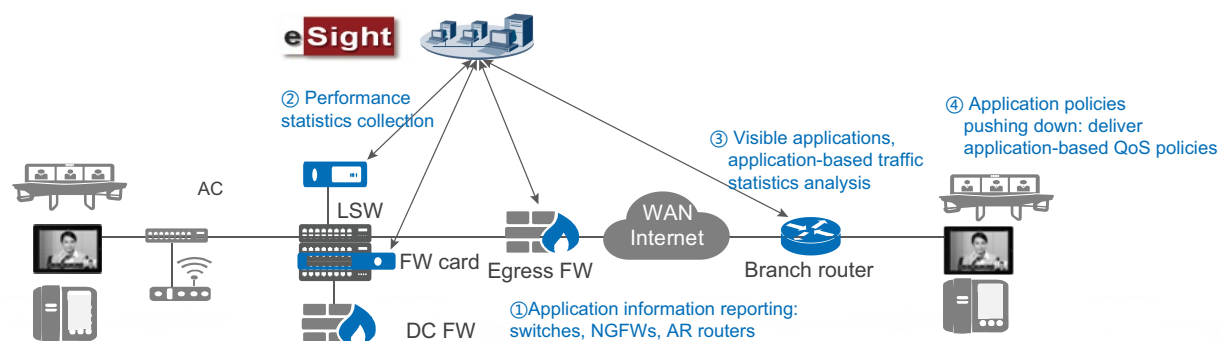 eSight
② Performance
statistics collection
③ Visible applications,
application-based traffic
statistics analysis
④ Application policies
pushing down: deliver
application-based QoS policies
AC
LSW
WAN
Internet
FW card
Egress FW
Branch router
DC FW
①Application information reporting:
switches, NGFWs, AR routers